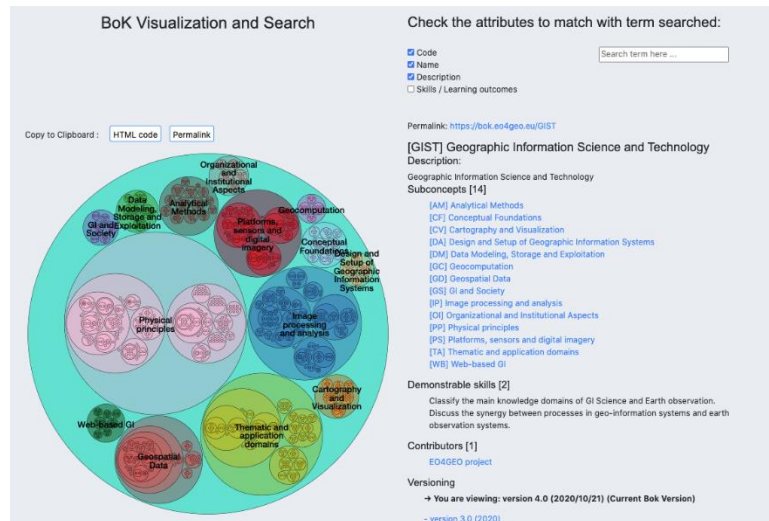 BoK Visualization and Search
Copy to Clipboard :
HTML code
Permalink
Organizational
and
Institutional
Aspects
Data
Modeling,
Storage and
Exploitation
Analytical
Methods
GI and
Society
Platforms,
sensors and
digital
imagery
Geocomputation
Conceptual
Foundations
Design and
Setup of
Geographic
Information
Systems
Physical
principles
Image
processing
and analysis
Cartography
and
Visualization
Web-based GI
Thematic and
application
domains
Geospatial
Data
Check the attributes to match with term searched:
Code
Name
Description
Skills / Learning outcomes
Search term here ...
Permalink: https://bok.eo4geo.eu/GIST
[GIST] Geographic Information Science and Technology
Description:
Geographic Information Science and Technology
Subconcepts [14]
[AM] Analytical Methods
[CF] Conceptual Foundations
[CV] Cartography and Visualization
[DA] Design and Setup of Geographic Information Systems
[DM] Data Modeling, Storage and Exploitation
[GC] Geocomputation
[GD] Geospatial Data
[GS] GI and Society
[IP] Image processing and analysis
[OI] Organizational and Institutional Aspects
[PP] Physical principles
[PS] Platforms, sensors and digital imagery
[TA] Thematic and application domains
[WB] Web-based GI
Demonstrable skills [2]
Classify the main knowledge domains of GI Science and Earth observation.
Discuss the synergy between processes in geo-information systems and earth
observation systems.
Contributors [1]
EO4GEO project
Versioning
➔ You are viewing: version 4.0 (2020/10/21) (Current Bok Version)
- version 3.0 (2020)